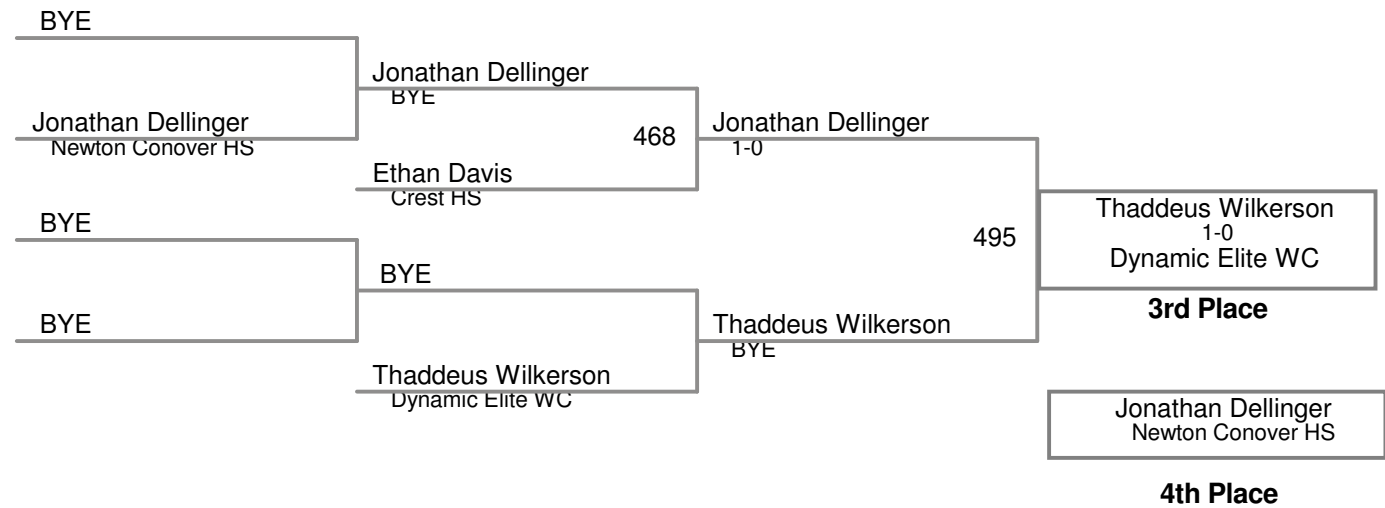 BYE
Jonathan Dellinger
BYE
Jonathan Dellinger
Newton Conover HS
468
Jonathan Dellinger
1-0
Ethan Davis
Crest HS
BYE
495
Thaddeus Wilkerson
1-0
Dynamic Elite WC
BYE
3rd Place
BYE
Thaddeus Wilkerson
BYE
Thaddeus Wilkerson
Dynamic Elite WC
Jonathan Dellinger
Newton Conover HS
4th Place